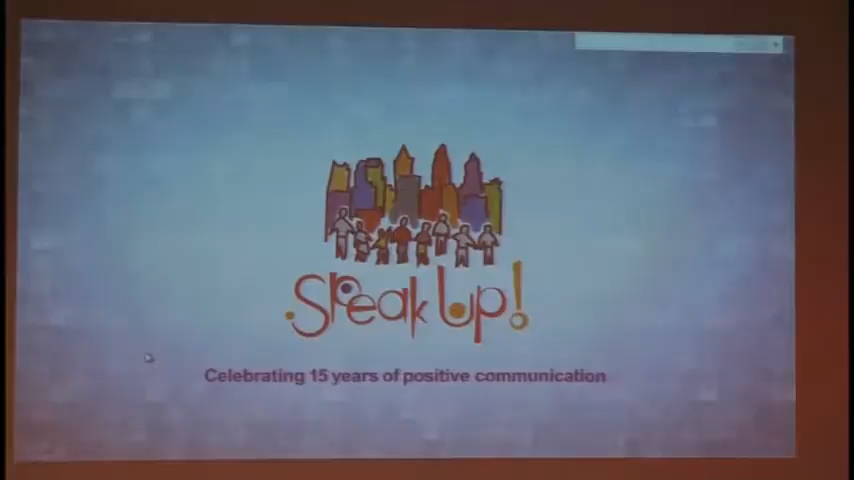 Speak Up!
Celebrating 15 years of positive communication